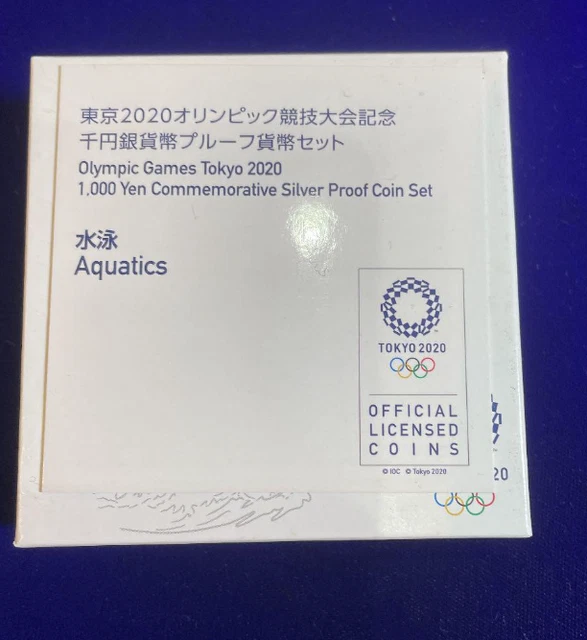 東京2020オリンピック競技大会記念
千円銀貨幣プルーフ貨幣セット
Olympic Games Tokyo 2020
1,000 Yen Commemorative Silver Proof Coin Set
水泳
Aquatics
TOKYO 2020
OFFICIAL
LICENSED
COINS
© IOC © Tokyo 2020
20